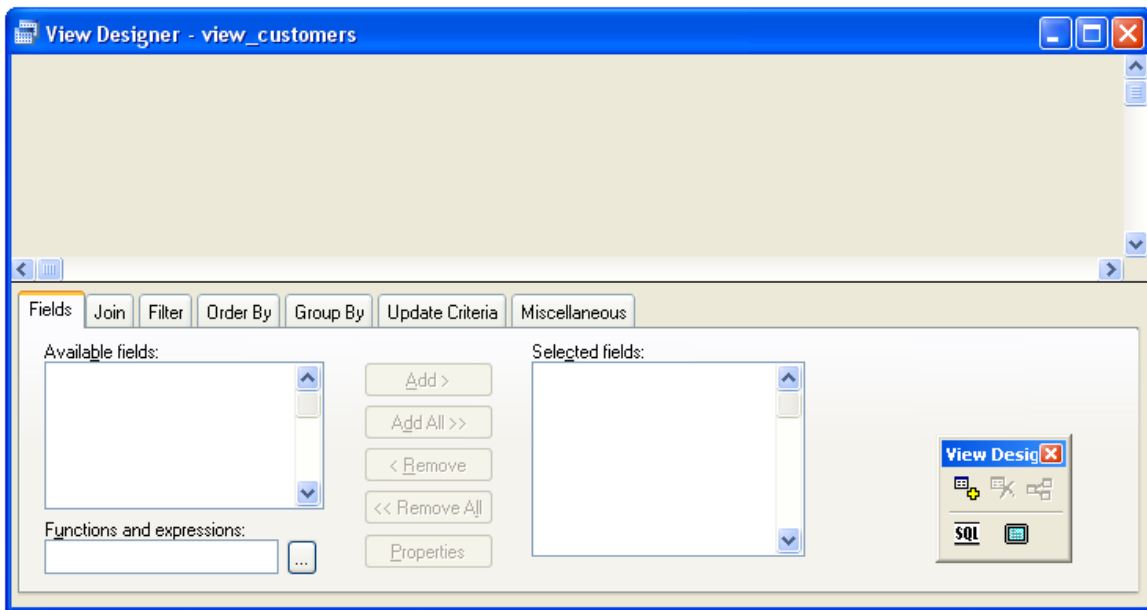 View Designer - view_customers
Fields Join Filter Order By Group By Update Criteria Miscellaneous
Available fields:
Selected fields:
Add >
Add All >>
< Remove
<< Remove All
Properties
Functions and expressions:
...
View Desig
SQL